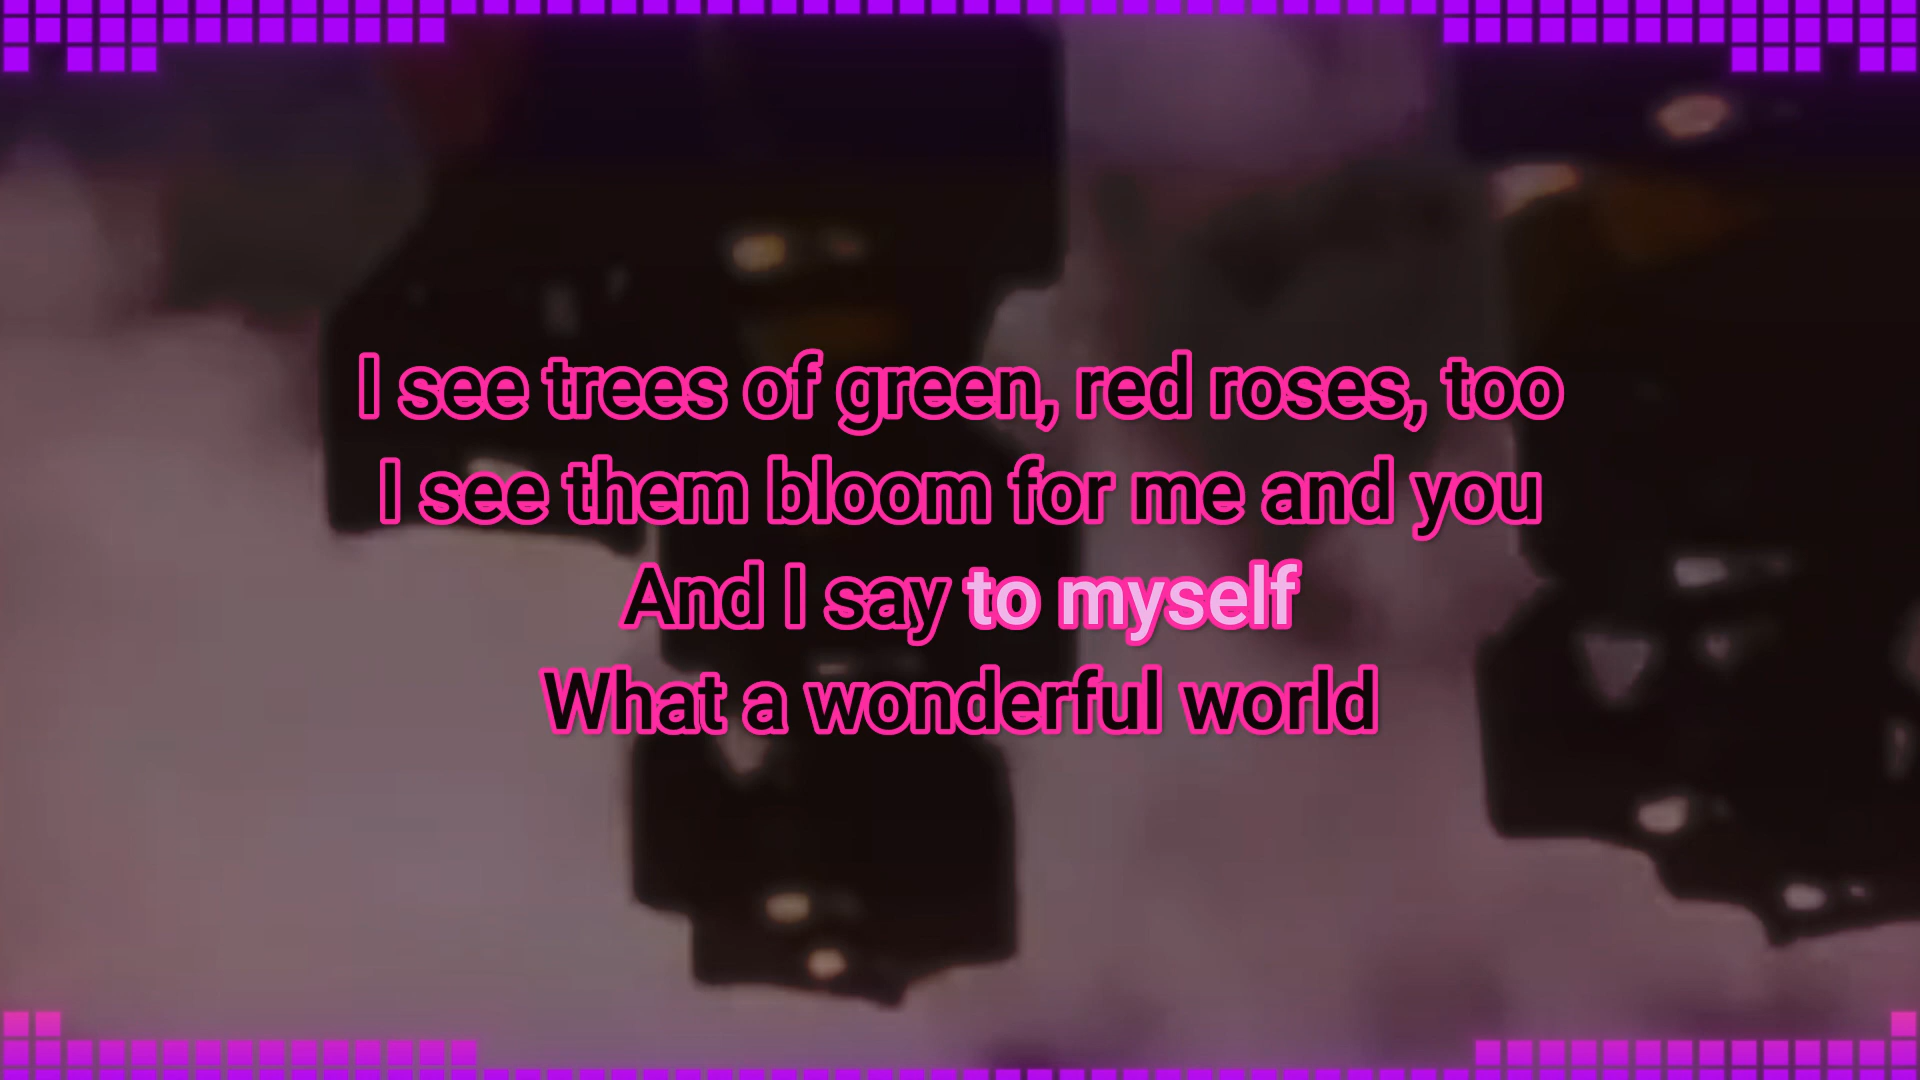 I see trees of green, red roses, too
I see them bloom for me and you
And I say to myself
What a wonderful world